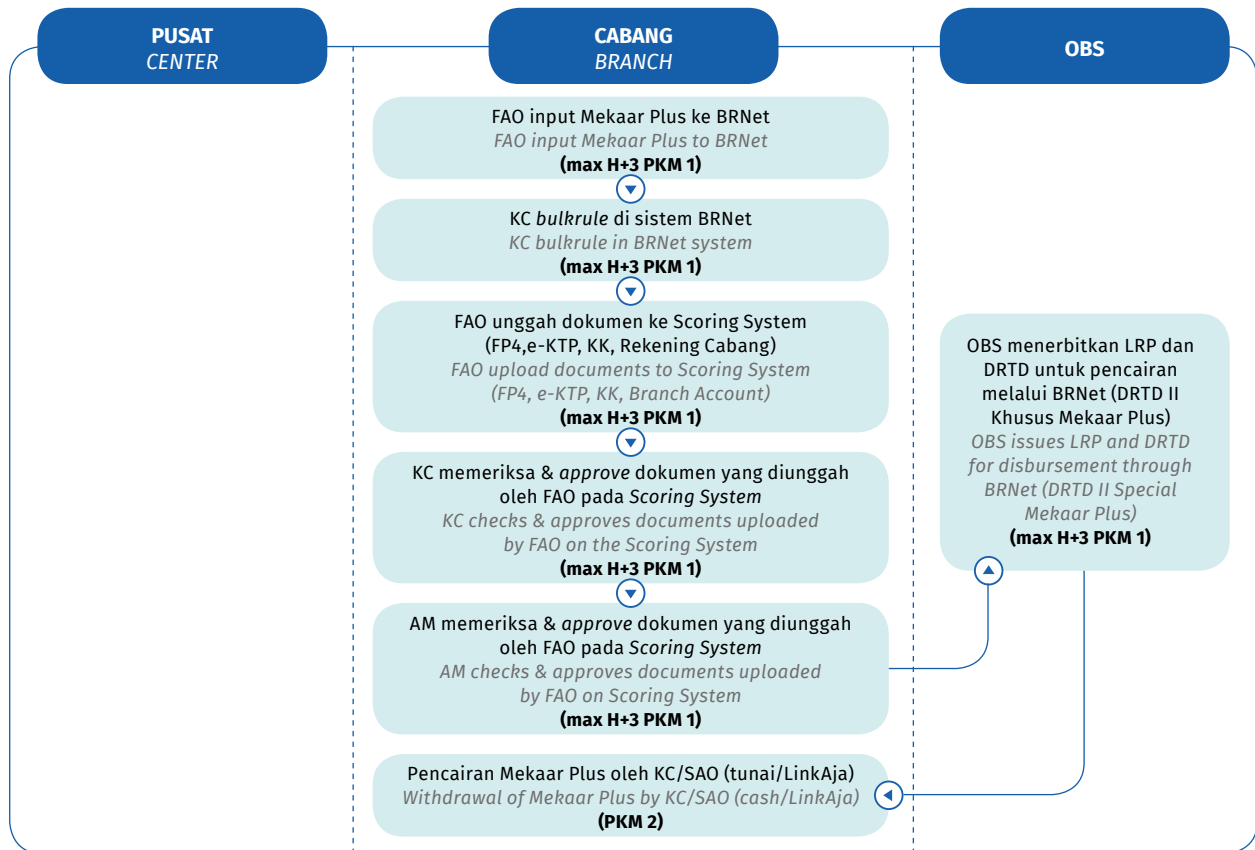 PUSAT
CENTER
CABANG
BRANCH
OBS
FAO input Mekaar Plus ke BRNet
FAO input Mekaar Plus to BRNet
(max H+3 PKM 1)
KC bulkrule di sistem BRNet
KC bulkrule in BRNet system
(max H+3 PKM 1)
FAO unggah dokumen ke Scoring System
(FP4,e-KTP, KK, Rekening Cabang)
FAO upload documents to Scoring System
(FP4, e-KTP, KK, Branch Account)
(max H+3 PKM 1)
KC memeriksa & approve dokumen yang diunggah
oleh FAO pada Scoring System
KC checks & approves documents uploaded
by FAO on the Scoring System
(max H+3 PKM 1)
AM memeriksa & approve dokumen yang diunggah
oleh FAO pada Scoring System
AM checks & approves documents uploaded
by FAO on Scoring System
(max H+3 PKM 1)
OBS menerbitkan LRP dan
DRTD untuk pencairan
melalui BRNet (DRTD II
Khusus Mekaar Plus)
OBS issues LRP and DRTD
for disbursement through
BRNet (DRTD II Special
Mekaar Plus)
(max H+3 PKM 1)
Pencairan Mekaar Plus oleh KC/SAO (tunai/LinkAja)
Withdrawal of Mekaar Plus by KC/SAO (cash/LinkAja)
(PKM 2)